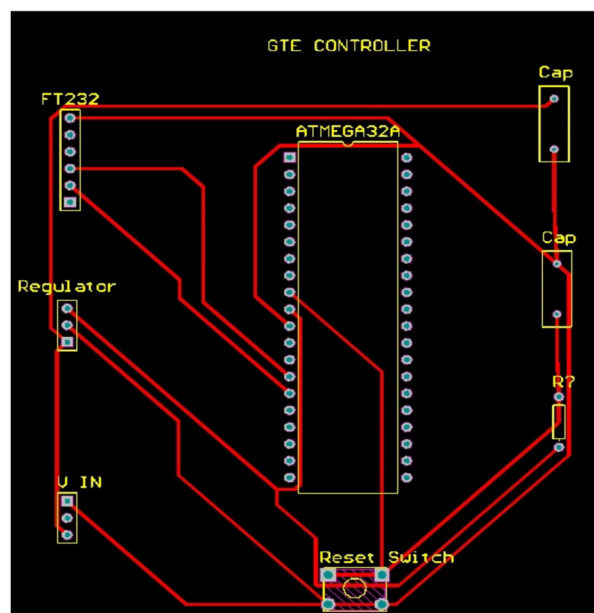 GTE CONTROLLER
Cap
FT232
ATMEGA32A
Cap
Regulator
R?
V IN
Reset Switch